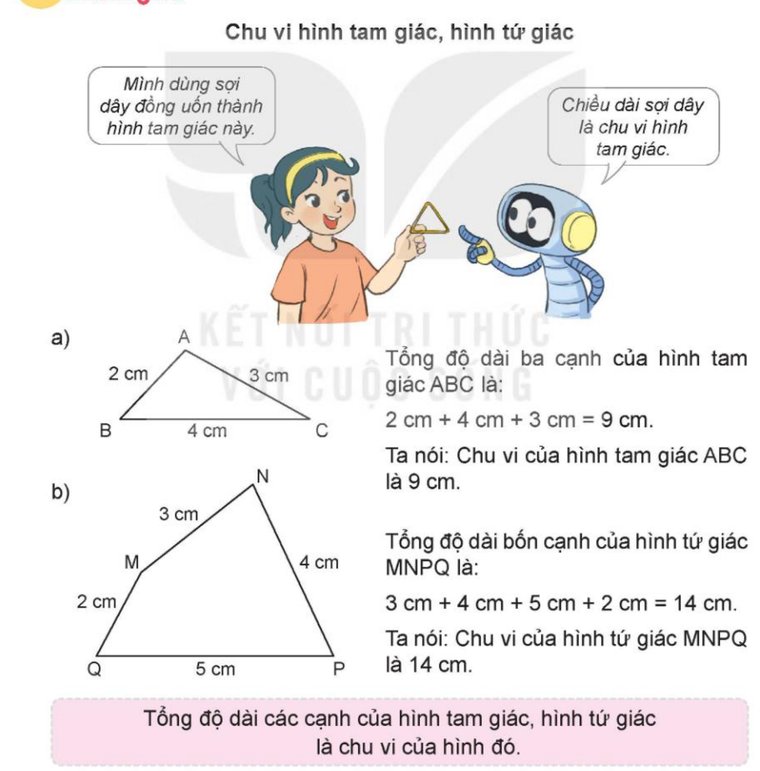 Chu vi hình tam giác, hình tứ giác
Mình dùng sợi
dây đồng uốn thành
hình tam giác này.
Chiều dài sợi dây
là chu vi hình
tam giác.
KẾT NỐI TRI THỨC
VỚI CUỘC SỐNG
a)
A
2 cm
3 cm
B
4 cm
C
Tổng độ dài ba cạnh của hình tam
giác ABC là:
2 cm + 4 cm + 3 cm = 9 cm.
Ta nói: Chu vi của hình tam giác ABC
là 9 cm.
b)
N
3 cm
M
4 cm
2 cm
Q
5 cm
P
Tổng độ dài bốn cạnh của hình tứ giác
MNPQ là:
3 cm + 4 cm + 5 cm + 2 cm = 14 cm.
Ta nói: Chu vi của hình tứ giác MNPQ
là 14 cm.
Tổng độ dài các cạnh của hình tam giác, hình tứ giác
là chu vi của hình đó.